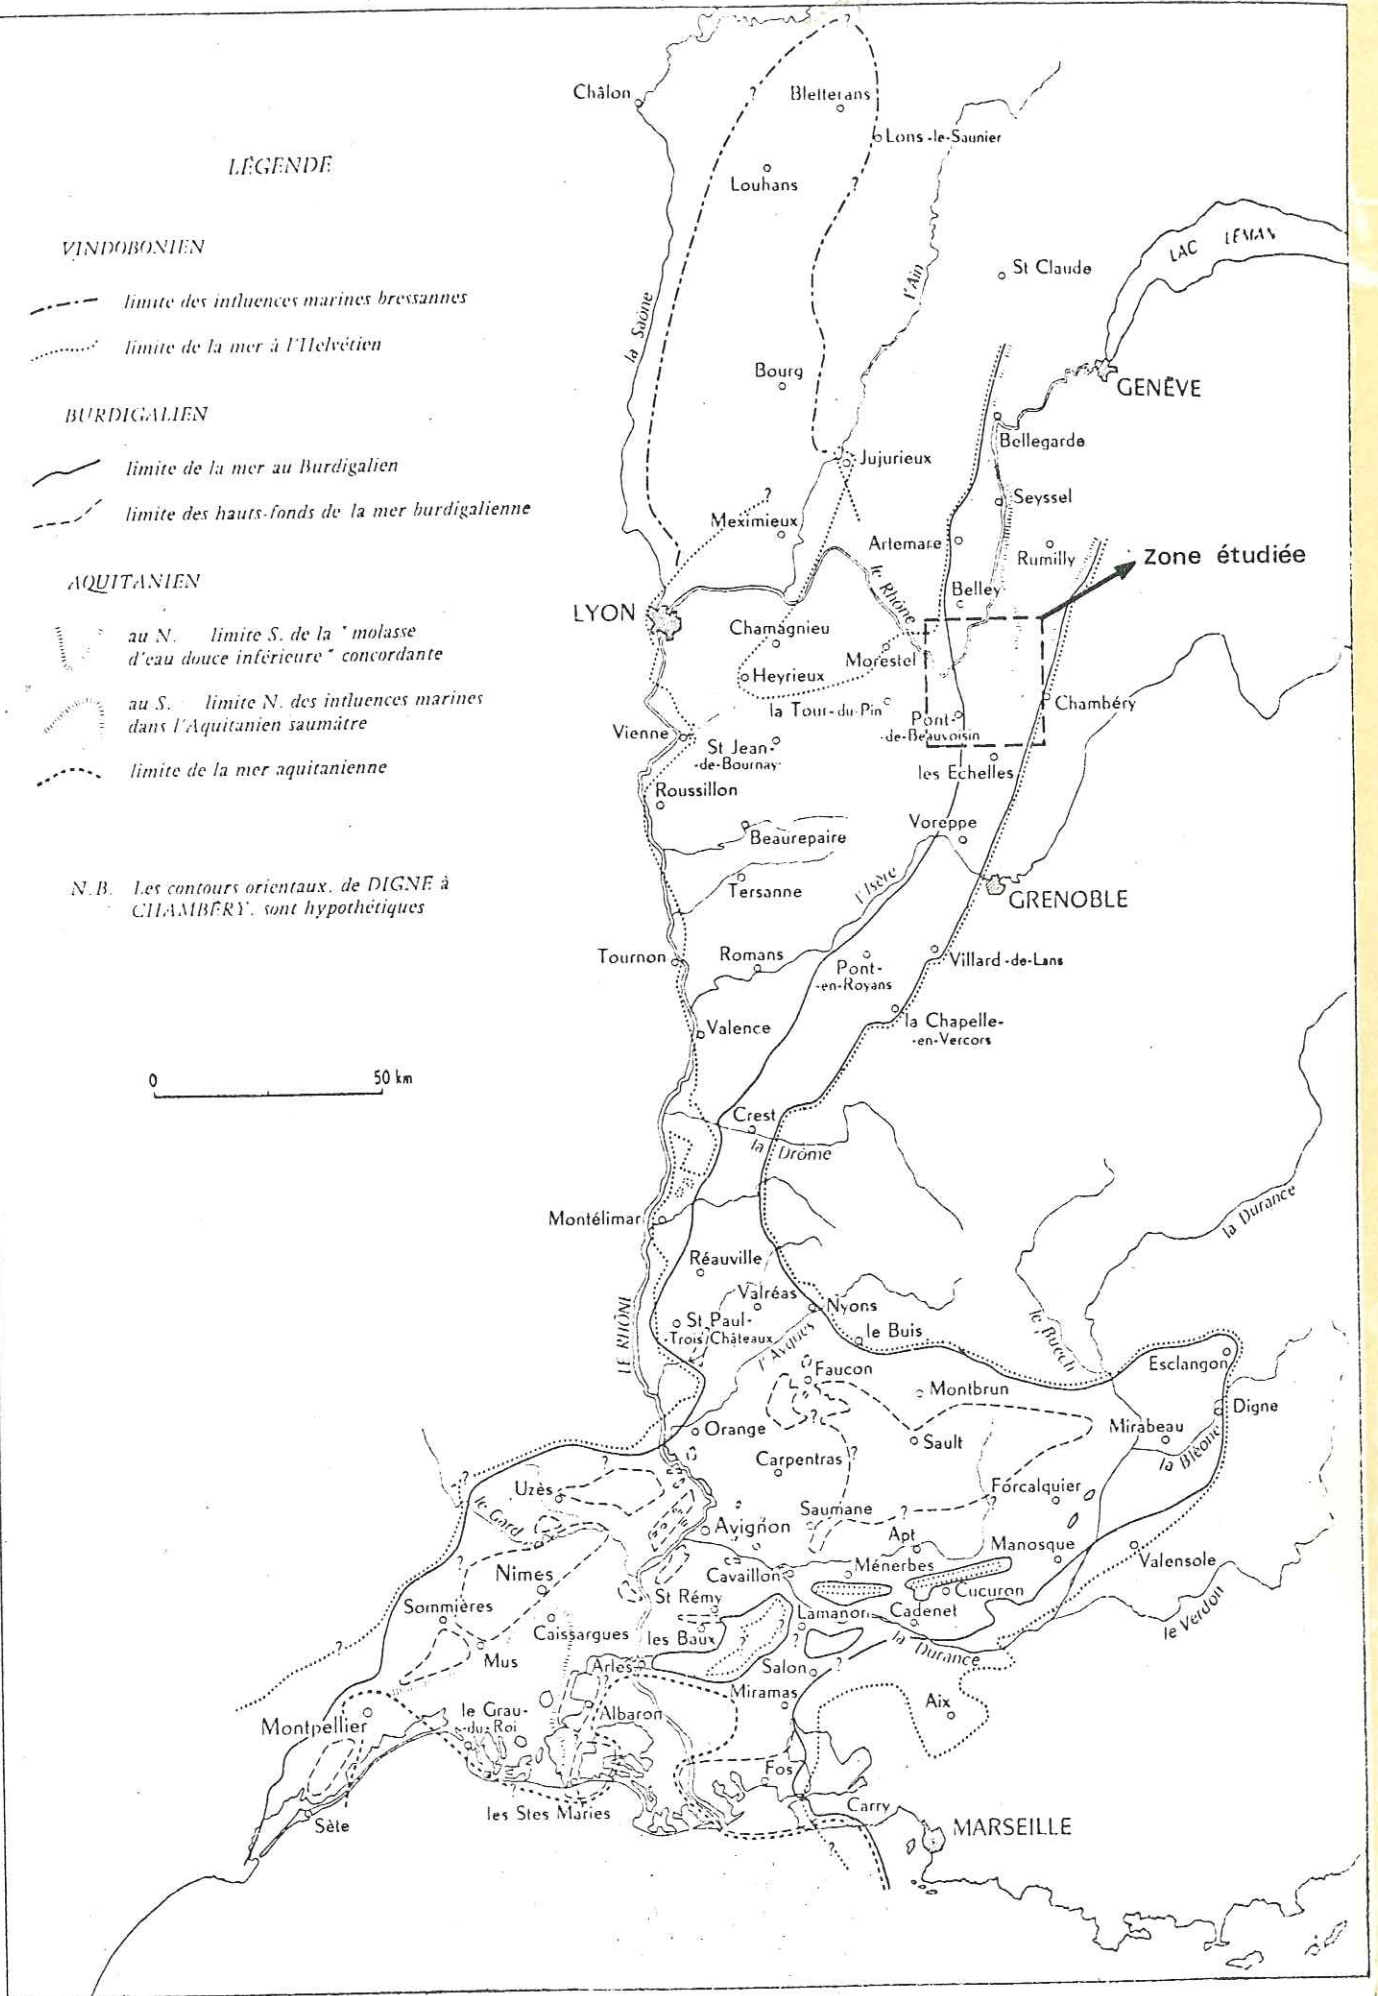 LÉGENDE
VINDOBONIEN
limite des influences marines bressannes
limite de la mer à l'Helvétien
BURDIGALIEN
limite de la mer au Burdigalien
limite des hauts-fonds de la mer burdigalienne
AQUITANIEN
au N. limite S. de la "molasse
d'eau douce inférieure" concordante
au S. limite N. des influences marines
dans l'Aquitanien saumâtre
limite de la mer aquitanienne
N.B. Les contours orientaux, de DIGNE à
CHAMBÉRY, sont hypothétiques
0 50 km
?
Châlon
?
Bletterans
Lons-le-Saunier
Louhans
?
LAC LÉMAN
St Claude
l'Ain
la Saône
Bourg
GENÈVE
Bellegarde
Jujurieux
Seyssel
?
Meximieux
Artemare
Rumilly
Zone étudiée
le Rhône
Belley
LYON
Chamagnieu
Morestel
Heyrieux
la Tour-du-Pin
Chambéry
Pont-
-de-Beauvoisin
Vienne
St Jean-
-de-Bournay
les Echelles
Roussillon
Voreppe
Beaurepaire
Tersanne
l'Isère
GRENOBLE
Tournon
Romans
Pont-
-en-Royans
Villard-de-Lans
Valence
la Chapelle-
-en-Vercors
Crest
la Drôme
Montélimar
la Durance
Réauville
Valréas
Nyons
LE RHÔNE
St Paul-
-Trois Châteaux
l'Aygues
le Buis
le Buech
Esclangon
Faucon
Montbrun
?
Digne
Orange
Mirabeau
Sault
la Bléone
Carpentras
?
?
?
Uzès
Forcalquier
?
le Gard
Saumane
?
Avignon
Apt
Manosque
?
Ménerbes
Valensole
Nimes
Cavaillon
Cucuron
St Rémy
Sommières
Lamanon
Cadenet
le Verdon
Caissargues
les Baux
?
?
?
la Durance
?
Mus
Arles
Salon
?
Miramas
Aix
Montpellier
le Grau-
-du-Roi
Albaron
Fos
?
Carry
les Stes Maries
Sète
MARSEILLE
?